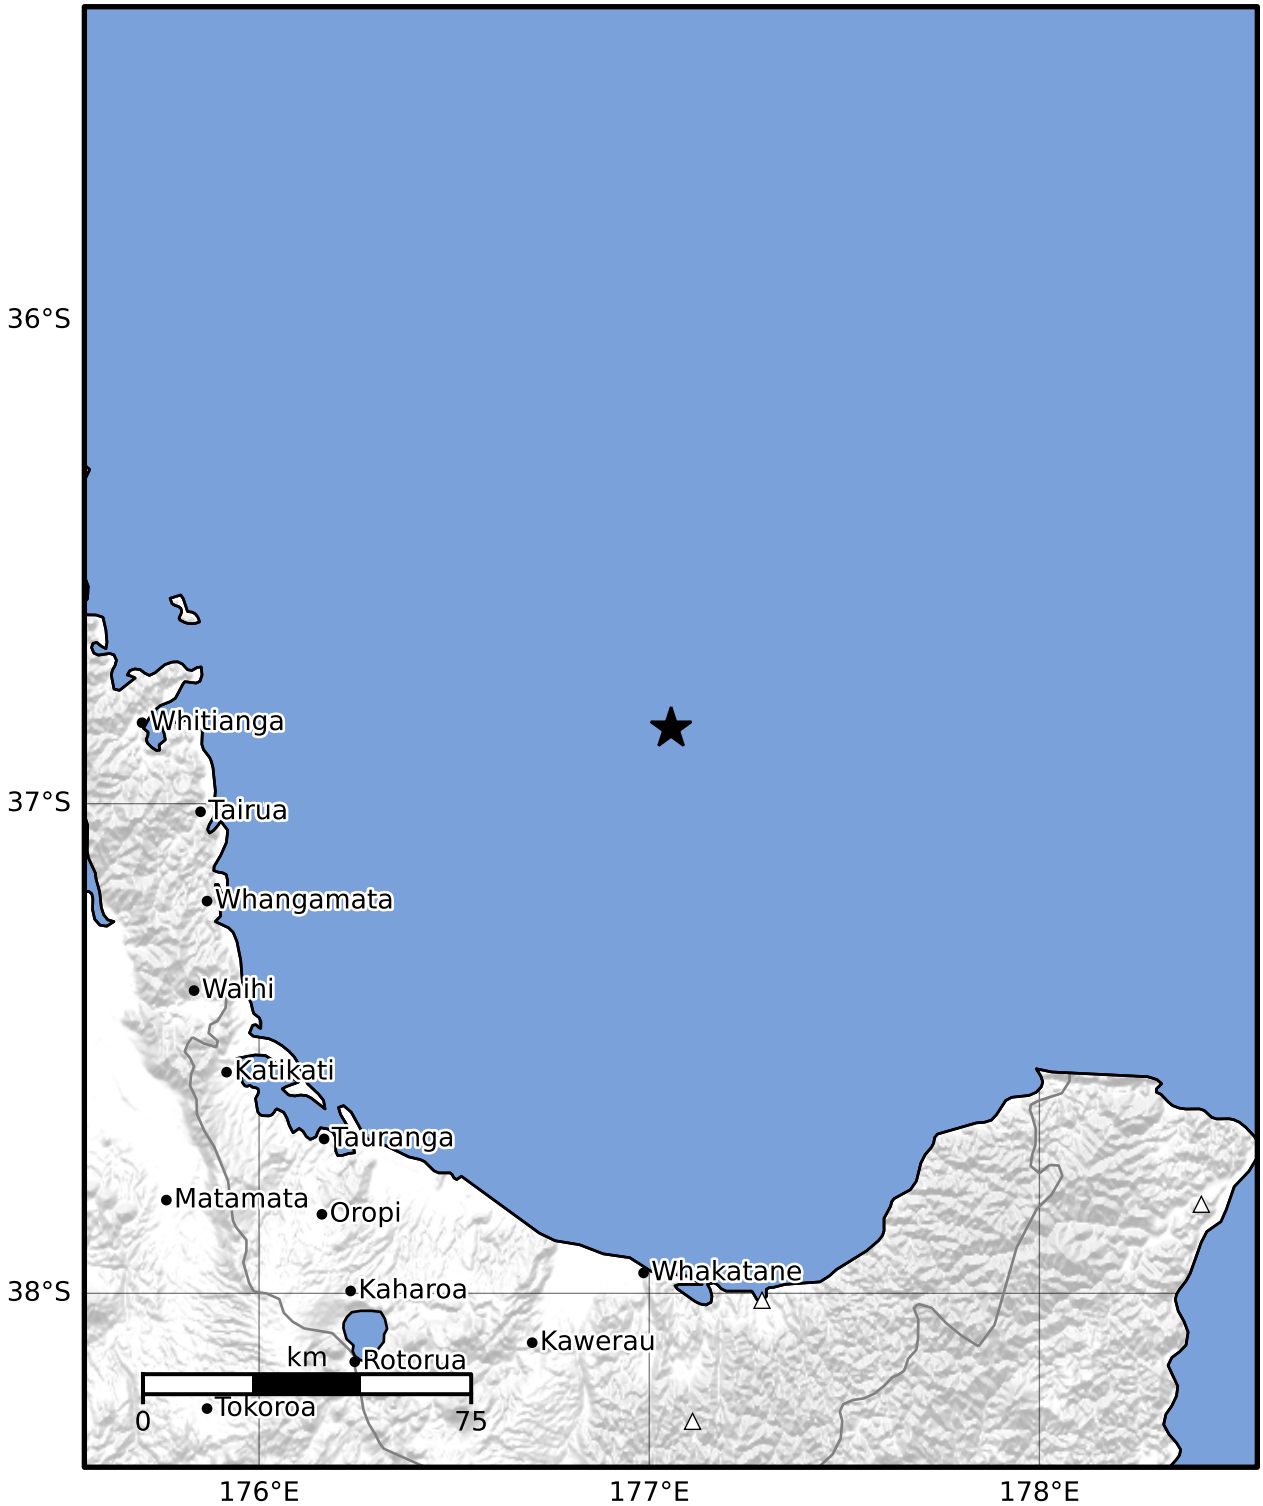 36°S
Whitianga
37°S
Tairua
Whangamata
Waihi
Katikati
Tauranga
Matamata
Oropi
Whakatane
38°S
Kaharoa
Kawerau
km
Rotorua
Tokoroa
0
75
176°E
177°E
178°E